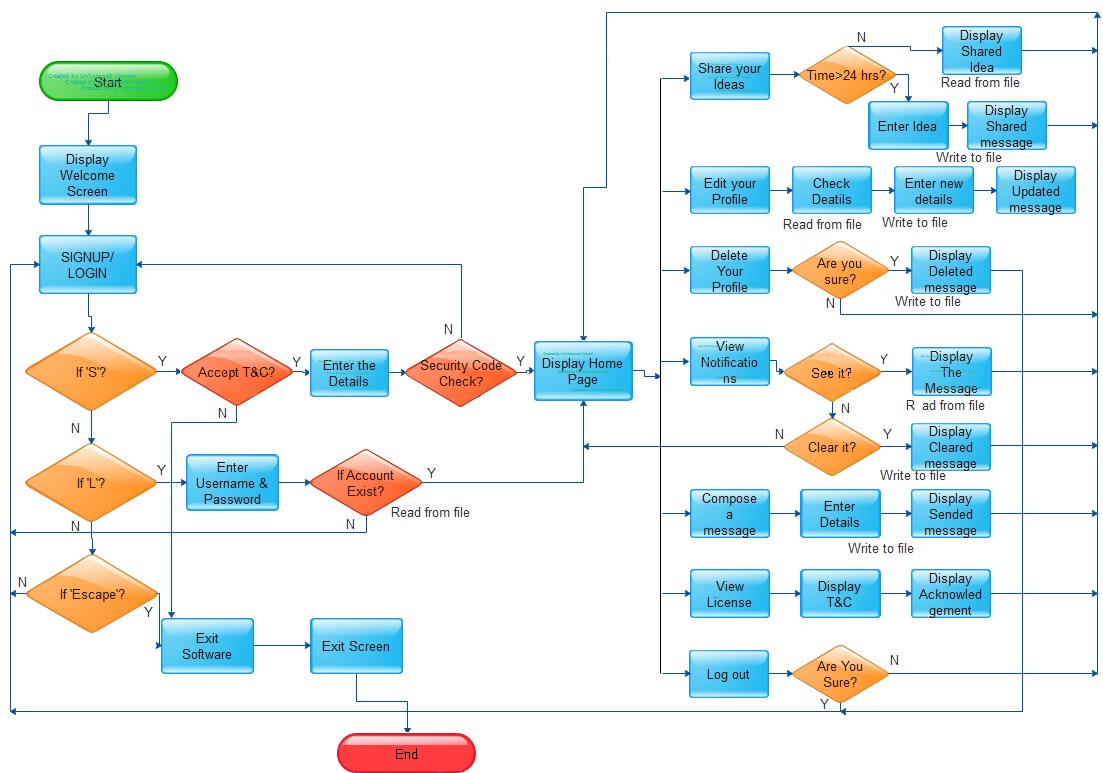 Start
Display
Welcome
Screen
SIGNUP/
LOGIN
If 'S'?
Y
N
Accept T&C?
Y
N
Enter the
Details
Security Code
Check?
N
Y
Display Home
Page
If 'L'?
Y
N
Enter
Username &
Password
If Account
Exist?
Y
N
Read from file
If 'Escape'?
N
Y
Exit
Software
Exit Screen
End
Share your
Ideas
Time>24 hrs?
N
Y
Display
Shared
Idea
Read from file
Enter Idea
Display
Shared
message
Write to file
Edit your
Profile
Check
Deatils
Read from file
Enter new
details
Write to file
Display
Updated
message
Delete
Your
Profile
Are you
sure?
Y
N
Display
Deleted
message
Write to file
View
Notificatio
ns
See it?
Y
N
Display
The
Message
R ad from file
Clear it?
N
Y
Display
Cleared
message
Write to file
Compose
a
message
Enter
Details
Display
Sended
message
Write to file
View
License
Display
T&C
Display
Acknowled
gement
Log out
Are You
Sure?
N
Y